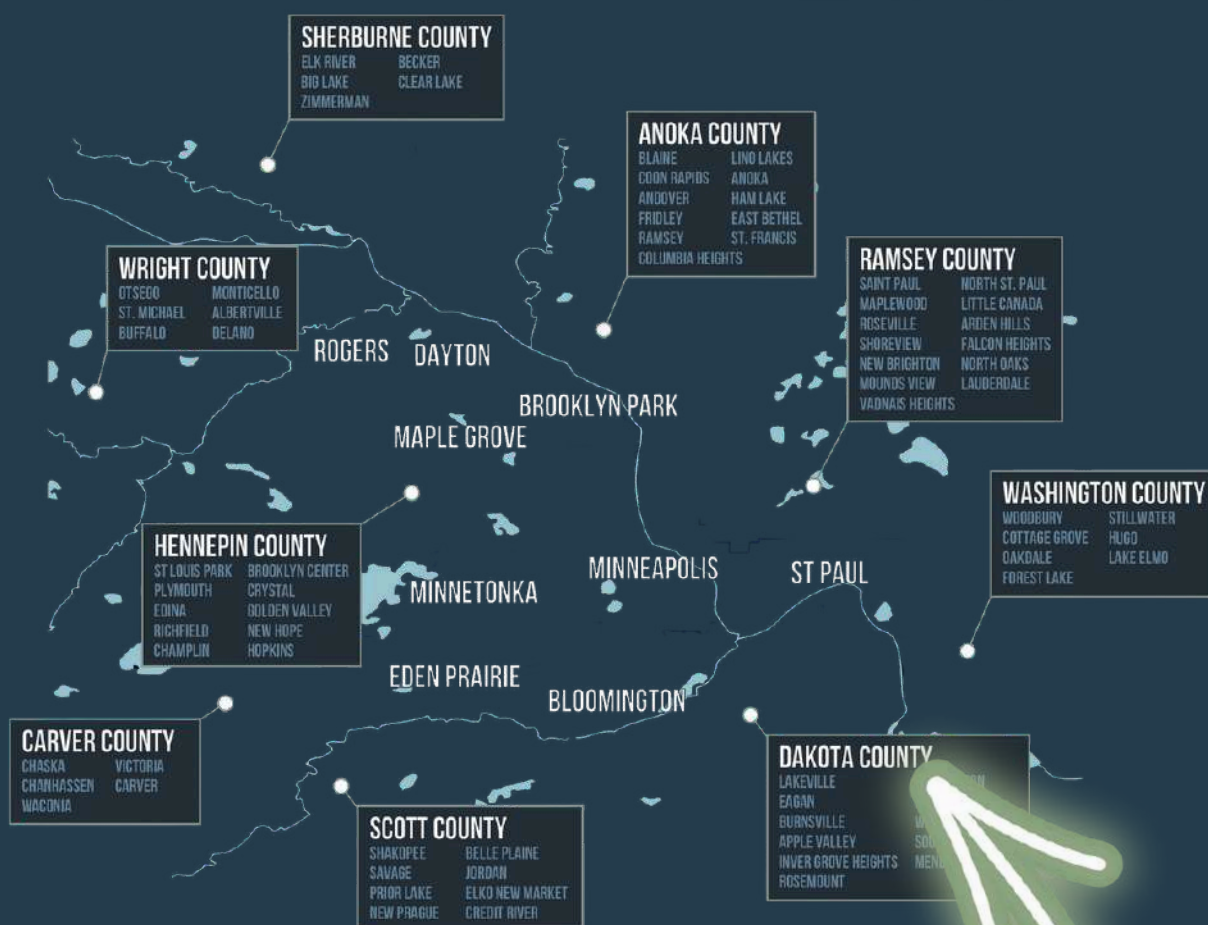 SHERBURNE COUNTY
ELK RIVER BECKER
BIG LAKE CLEAR LAKE
ZIMMERMAN
ANOKA COUNTY
BLAINE LINO LAKES
COON RAPIDS ANOKA
ANDOVER HAM LAKE
FRIDLEY EAST BETHEL
RAMSEY ST. FRANCIS
COLUMBIA HEIGHTS
WRIGHT COUNTY
OTSEGO MONTICELLO
ST. MICHAEL ALBERTVILLE
BUFFALO DELANO
RAMSEY COUNTY
SAINT PAUL NORTH ST. PAUL
MAPLEWOOD LITTLE CANADA
ROSEVILLE ARDEN HILLS
SHOREVIEW FALCON HEIGHTS
NEW BRIGHTON NORTH OAKS
MOUNDS VIEW LAUDERDALE
VADNAIS HEIGHTS
ROGERS
DAYTON
BROOKLYN PARK
MAPLE GROVE
WASHINGTON COUNTY
WOODBURY STILLWATER
COTTAGE GROVE HUGO
OAKDALE LAKE ELMO
FOREST LAKE
HENNEPIN COUNTY
ST LOUIS PARK BROOKLYN CENTER
PLYMOUTH CRYSTAL
EDINA GOLDEN VALLEY
RICHFIELD NEW HOPE
CHAMPLIN HOPKINS
MINNEAPOLIS
ST PAUL
MINNETONKA
EDEN PRAIRIE
BLOOMINGTON
CARVER COUNTY
CHASKA VICTORIA
CHANHASSEN CARVER
WACONIA
DAKOTA COUNTY
LAKEVILLE
EAGAN
BURNSVILLE
APPLE VALLEY
INVER GROVE HEIGHTS
ROSEMOUNT
SCOTT COUNTY
SHAKOPEE BELLE PLAINE
SAVAGE JORDAN
PRIOR LAKE ELKO NEW MARKET
NEW PRAGUE CREDIT RIVER